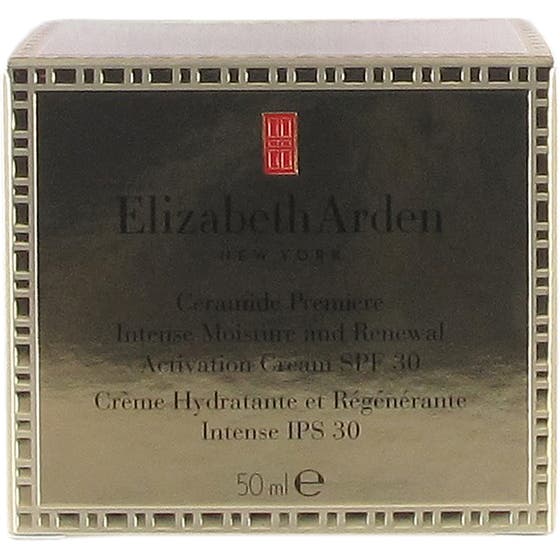 Elizabeth Arden
NEW YORK
Ceramide Premiere
Intense Moisture and Renewal
Activation Cream SPF 30
Crème Hydratante et Régénérante
Intense IPS 30
50 ml ℮